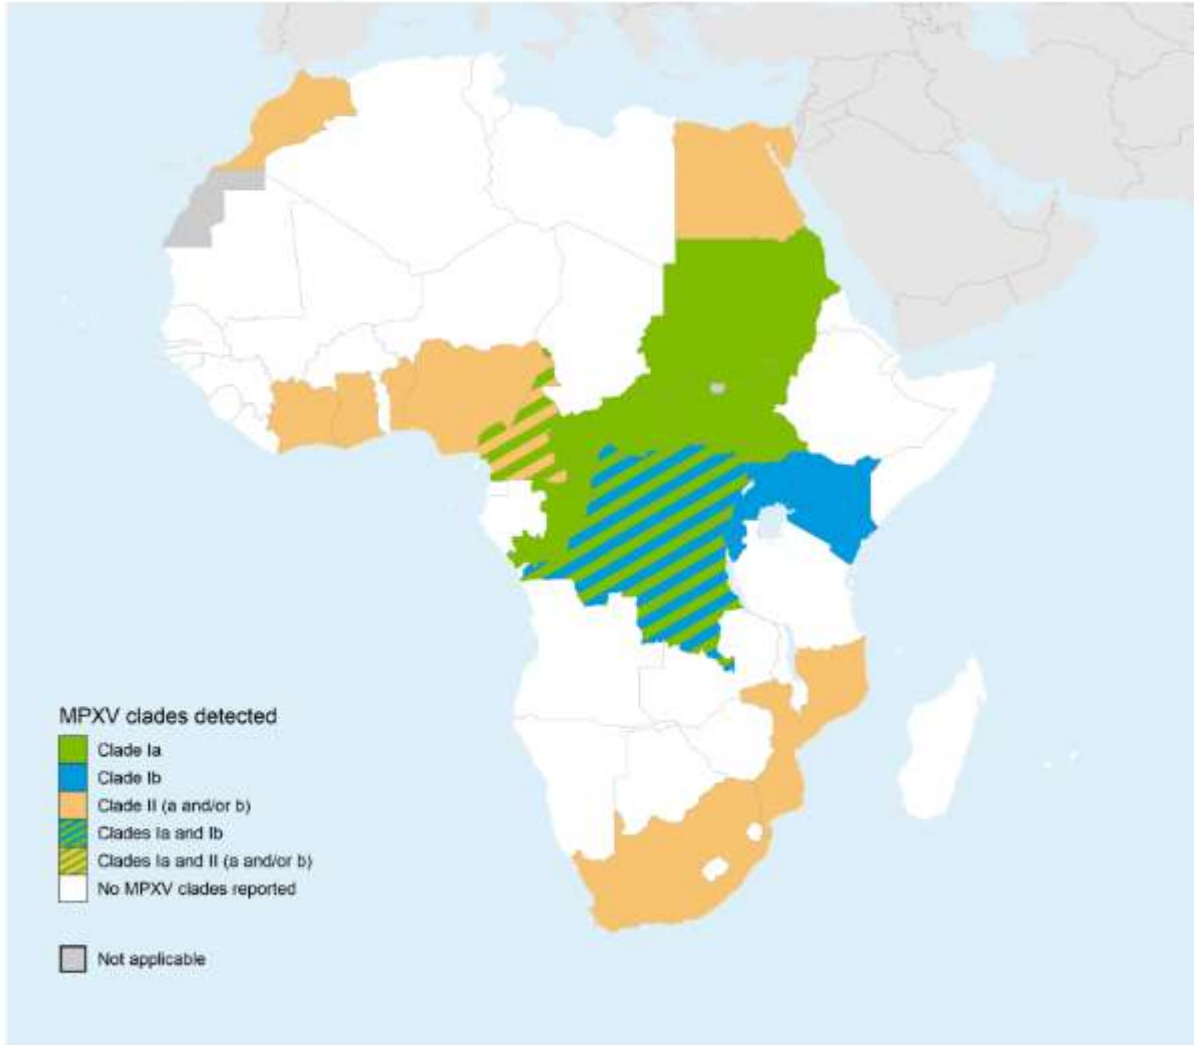 MPXV clades detected
Clade Ia
Clade Ib
Clade II (a and/or b)
Clades Ia and Ib
Clades Ia and II (a and/or b)
No MPXV clades reported
Not applicable